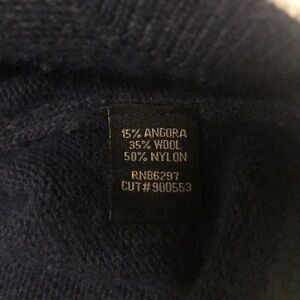 15% ANGORA
35% WOOL
50% NYLON
RN86297
CUT#900553